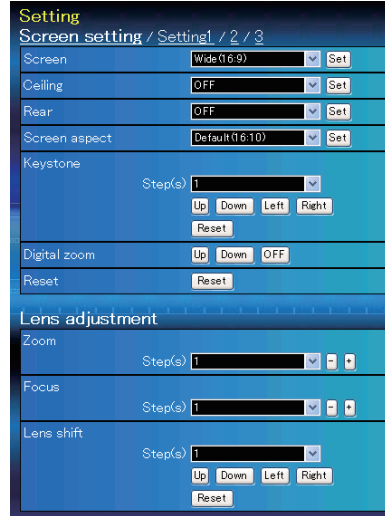 Setting
Screen setting / Setting1 / 2 / 3
Screen Wide(16:9) Set
Ceiling OFF Set
Rear OFF Set
Screen aspect Default(16:10) Set
Keystone
Step(s) 1
Up Down Left Right
Reset
Digital zoom Up Down OFF
Reset Reset
Lens adjustment
Zoom
Step(s) 1 - +
Focus
Step(s) 1 - +
Lens shift
Step(s) 1
Up Down Left Right
Reset